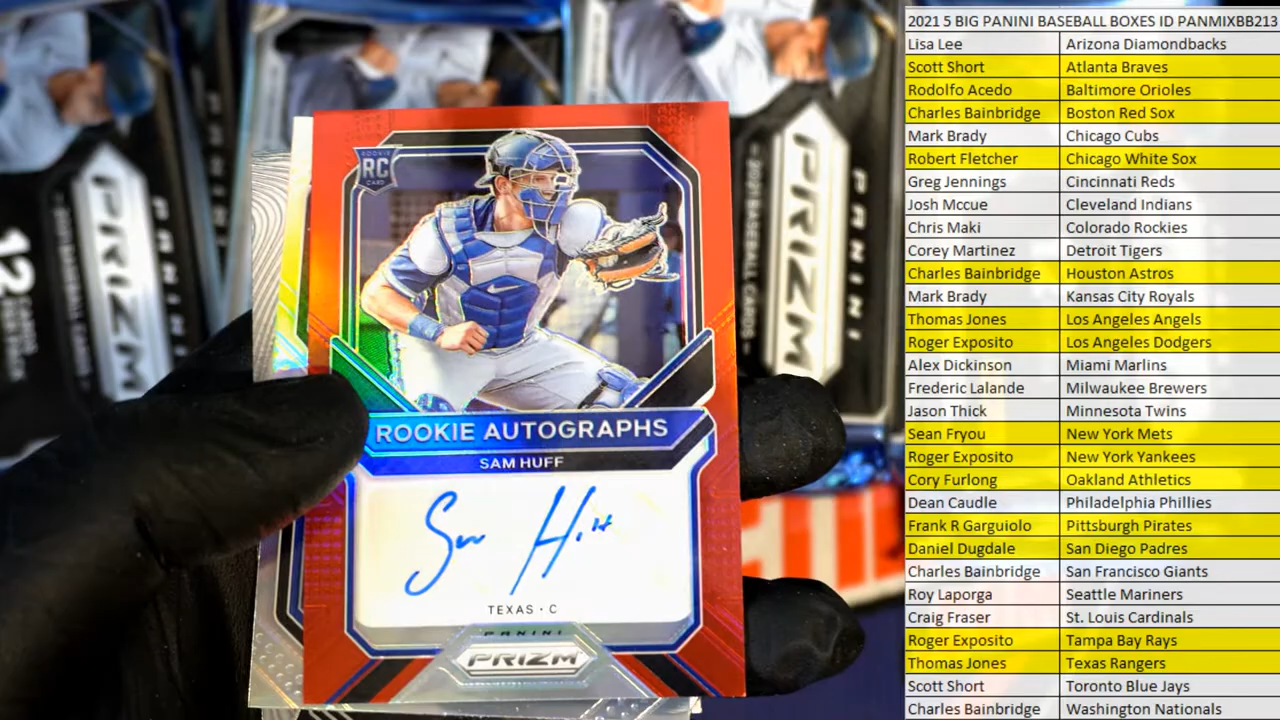 PANINI
PRIZM
2021 BASEBALL CARDS
12
PANINI
PRIZM
2021 BASEBALL CARDS
ROOKIE
RC
CARD
ROOKIE AUTOGRAPHS
SAM HUFF
Sam Huff
TEXAS • C
PANINI
PRIZM
2021 5 BIG PANINI BASEBALL BOXES ID PANMIXBB213
Lisa Lee Arizona Diamondbacks
Scott Short Atlanta Braves
Rodolfo Acedo Baltimore Orioles
Charles Bainbridge Boston Red Sox
Mark Brady Chicago Cubs
Robert Fletcher Chicago White Sox
Greg Jennings Cincinnati Reds
Josh Mccue Cleveland Indians
Chris Maki Colorado Rockies
Corey Martinez Detroit Tigers
Charles Bainbridge Houston Astros
Mark Brady Kansas City Royals
Thomas Jones Los Angeles Angels
Roger Exposito Los Angeles Dodgers
Alex Dickinson Miami Marlins
Frederic Lalande Milwaukee Brewers
Jason Thick Minnesota Twins
Sean Fryou New York Mets
Roger Exposito New York Yankees
Cory Furlong Oakland Athletics
Dean Caudle Philadelphia Phillies
Frank R Garguiolo Pittsburgh Pirates
Daniel Dugdale San Diego Padres
Charles Bainbridge San Francisco Giants
Roy Laporga Seattle Mariners
Craig Fraser St. Louis Cardinals
Roger Exposito Tampa Bay Rays
Thomas Jones Texas Rangers
Scott Short Toronto Blue Jays
Charles Bainbridge Washington Nationals